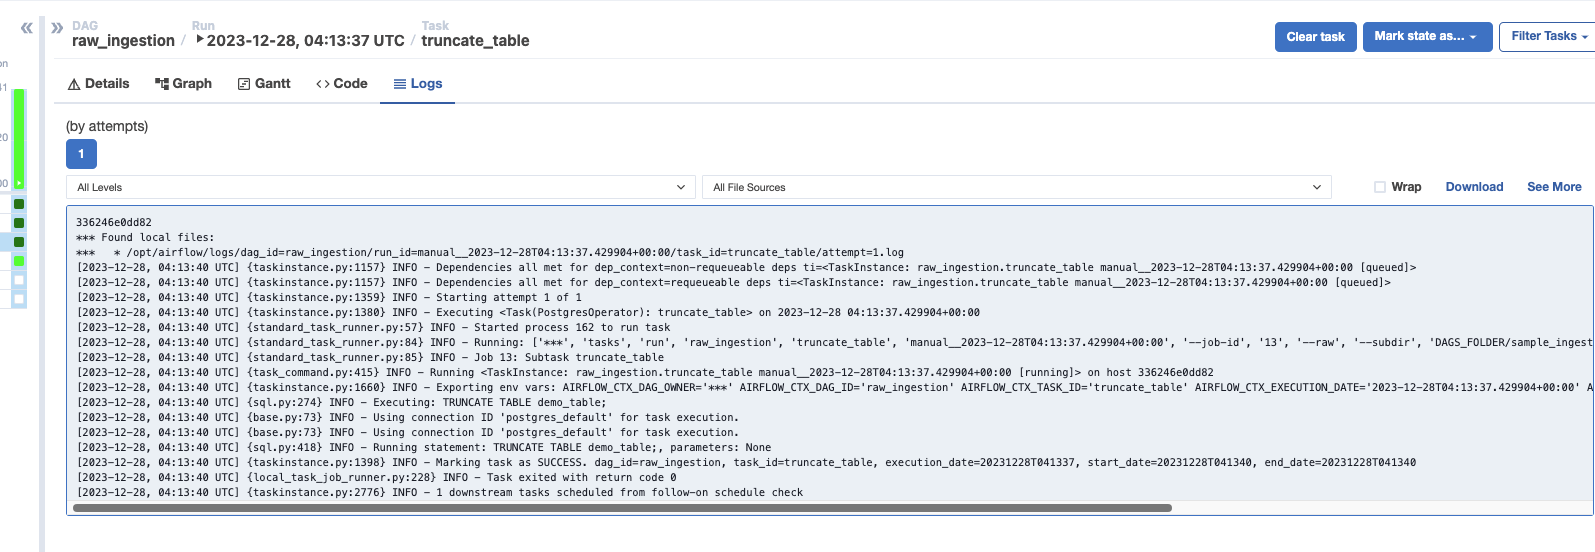 DAG
raw_ingestion
/
Run
2023-12-28, 04:13:37 UTC
/
Task
truncate_table
Clear task
Mark state as...
Filter Tasks
on
41
20
00
Details
Graph
Gantt
<> Code
Logs
(by attempts)
1
All Levels
All File Sources
Wrap
Download
See More
336246e0dd82
*** Found local files:
***   * /opt/airflow/logs/dag_id=raw_ingestion/run_id=manual__2023-12-28T04:13:37.429904+00:00/task_id=truncate_table/attempt=1.log
[2023-12-28, 04:13:40 UTC] {taskinstance.py:1157} INFO - Dependencies all met for dep_context=non-requeueable deps ti=<TaskInstance: raw_ingestion.truncate_table manual__2023-12-28T04:13:37.429904+00:00 [queued]>
[2023-12-28, 04:13:40 UTC] {taskinstance.py:1157} INFO - Dependencies all met for dep_context=requeueable deps ti=<TaskInstance: raw_ingestion.truncate_table manual__2023-12-28T04:13:37.429904+00:00 [queued]>
[2023-12-28, 04:13:40 UTC] {taskinstance.py:1359} INFO - Starting attempt 1 of 1
[2023-12-28, 04:13:40 UTC] {taskinstance.py:1380} INFO - Executing <Task(PostgresOperator): truncate_table> on 2023-12-28 04:13:37.429904+00:00
[2023-12-28, 04:13:40 UTC] {standard_task_runner.py:57} INFO - Started process 162 to run task
[2023-12-28, 04:13:40 UTC] {standard_task_runner.py:84} INFO - Running: ['***', 'tasks', 'run', 'raw_ingestion', 'truncate_table', 'manual__2023-12-28T04:13:37.429904+00:00', '--job-id', '13', '--raw', '--subdir', 'DAGS_FOLDER/sample_ingest
[2023-12-28, 04:13:40 UTC] {standard_task_runner.py:85} INFO - Job 13: Subtask truncate_table
[2023-12-28, 04:13:40 UTC] {task_command.py:415} INFO - Running <TaskInstance: raw_ingestion.truncate_table manual__2023-12-28T04:13:37.429904+00:00 [running]> on host 336246e0dd82
[2023-12-28, 04:13:40 UTC] {taskinstance.py:1660} INFO - Exporting env vars: AIRFLOW_CTX_DAG_OWNER='***' AIRFLOW_CTX_DAG_ID='raw_ingestion' AIRFLOW_CTX_TASK_ID='truncate_table' AIRFLOW_CTX_EXECUTION_DATE='2023-12-28T04:13:37.429904+00:00' A
[2023-12-28, 04:13:40 UTC] {sql.py:274} INFO - Executing: TRUNCATE TABLE demo_table;
[2023-12-28, 04:13:40 UTC] {base.py:73} INFO - Using connection ID 'postgres_default' for task execution.
[2023-12-28, 04:13:40 UTC] {base.py:73} INFO - Using connection ID 'postgres_default' for task execution.
[2023-12-28, 04:13:40 UTC] {sql.py:418} INFO - Running statement: TRUNCATE TABLE demo_table;, parameters: None
[2023-12-28, 04:13:40 UTC] {taskinstance.py:1398} INFO - Marking task as SUCCESS. dag_id=raw_ingestion, task_id=truncate_table, execution_date=20231228T041337, start_date=20231228T041340, end_date=20231228T041340
[2023-12-28, 04:13:40 UTC] {local_task_job_runner.py:228} INFO - Task exited with return code 0
[2023-12-28, 04:13:40 UTC] {taskinstance.py:2776} INFO - 1 downstream tasks scheduled from follow-on schedule check